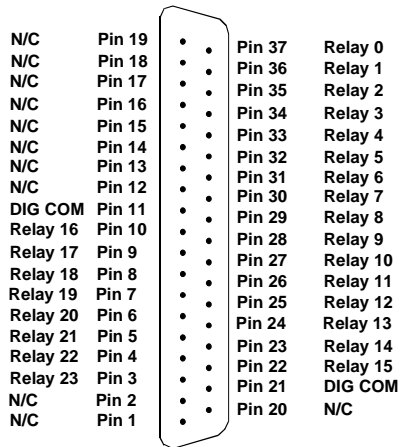 N/C Pin 19
N/C Pin 18
N/C Pin 17
N/C Pin 16
N/C Pin 15
N/C Pin 14
N/C Pin 13
N/C Pin 12
DIG COM Pin 11
Relay 16 Pin 10
Relay 17 Pin 9
Relay 18 Pin 8
Relay 19 Pin 7
Relay 20 Pin 6
Relay 21 Pin 5
Relay 22 Pin 4
Relay 23 Pin 3
N/C Pin 2
N/C Pin 1
Pin 37 Relay 0
Pin 36 Relay 1
Pin 35 Relay 2
Pin 34 Relay 3
Pin 33 Relay 4
Pin 32 Relay 5
Pin 31 Relay 6
Pin 30 Relay 7
Pin 29 Relay 8
Pin 28 Relay 9
Pin 27 Relay 10
Pin 26 Relay 11
Pin 25 Relay 12
Pin 24 Relay 13
Pin 23 Relay 14
Pin 22 Relay 15
Pin 21 DIG COM
Pin 20 N/C